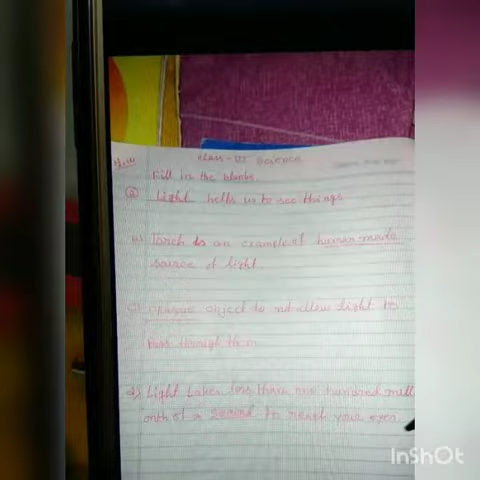 Class - III Science
Fill in the blanks.
(a) Light helps us to see things
(b) Torch is an example of human-made
source of light.
(c) Opaque object do not allow light to
pass through them
(d) Light takes less than one hundred mill
onth of a second to reach your eyes.
InShOt